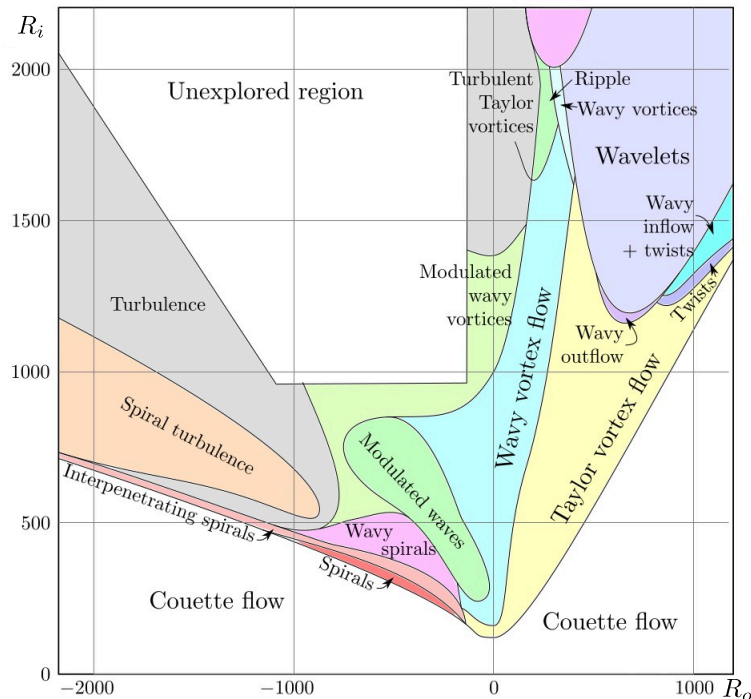 R_i
2000
1500
1000
500
0
−2000
−1000
0
1000
R_o
Unexplored region
Turbulent
Taylor
vortices
Ripple
Wavy vortices
Wavelets
Wavy
inflow
+ twists
Twists
Modulated
wavy
vortices
Wavy
outflow
Turbulence
Wavy vortex flow
Taylor vortex flow
Spiral turbulence
Modulated waves
Interpenetrating spirals
Wavy
spirals
Spirals
Couette flow
Couette flow